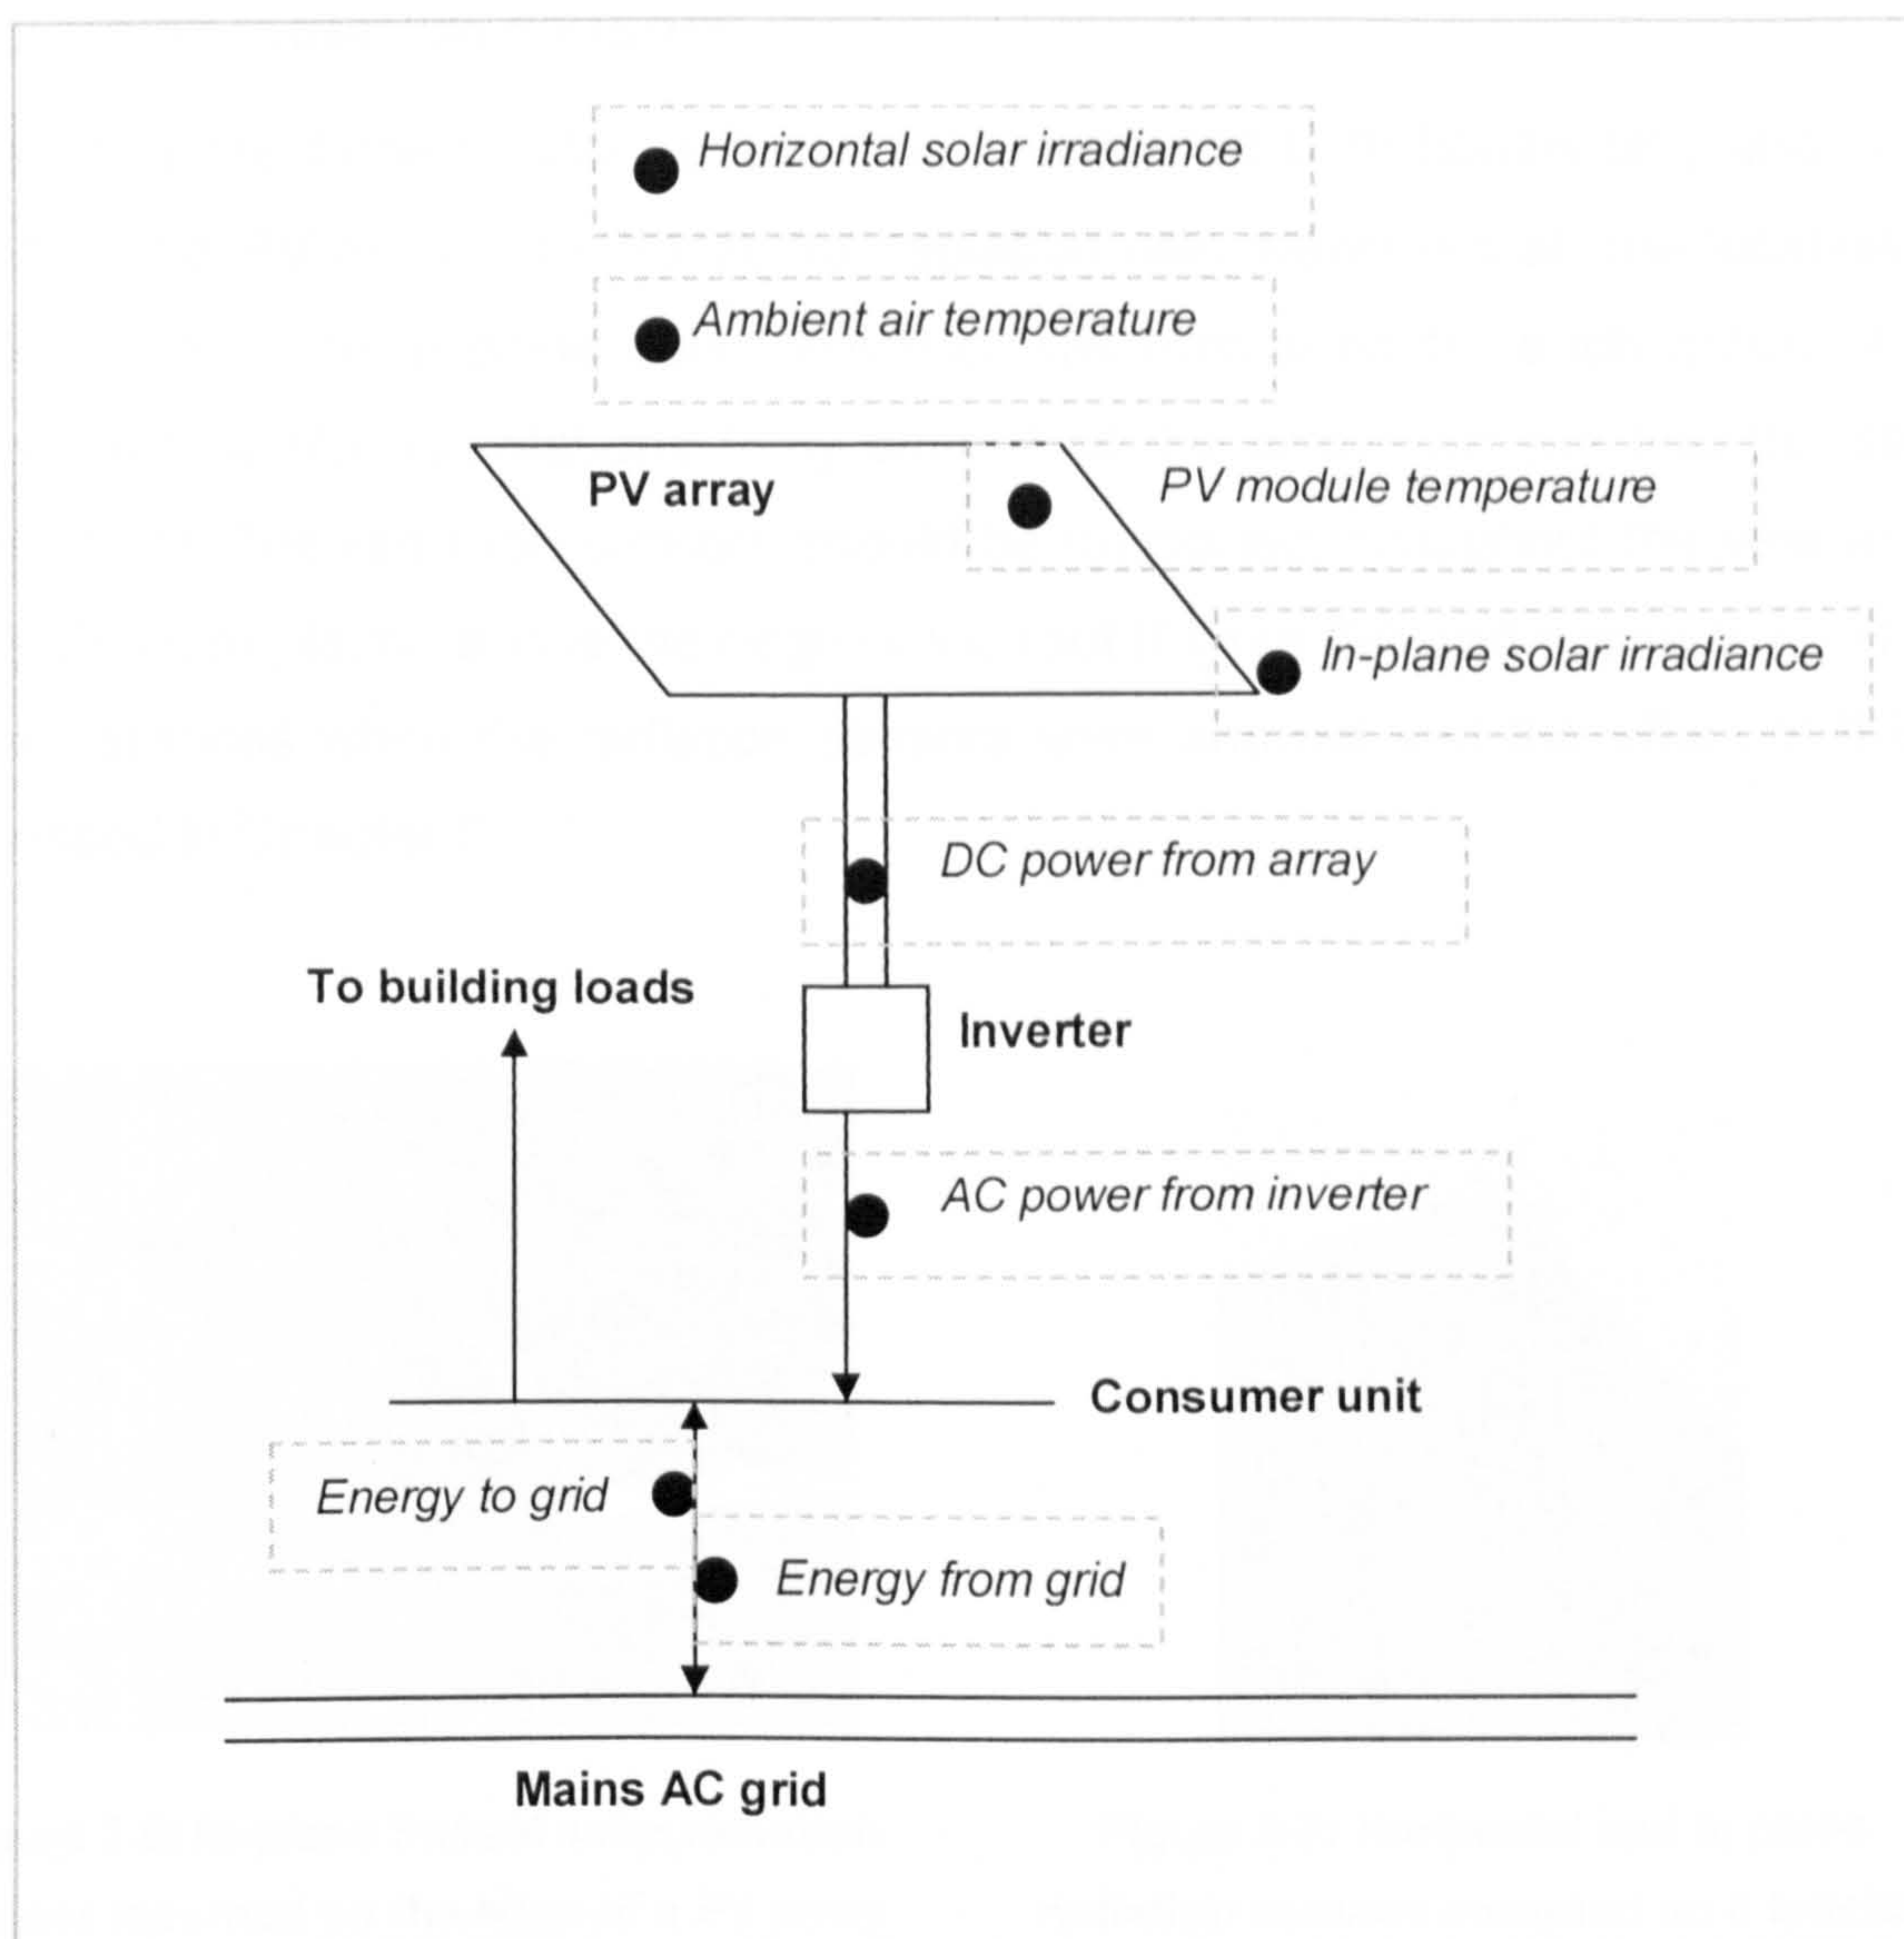 Horizontal solar irradiance
Ambient air temperature
PV array
PV module temperature
In-plane solar irradiance
DC power from array
To building loads
Inverter
AC power from inverter
Consumer unit
Energy to grid
Energy from grid
Mains AC grid